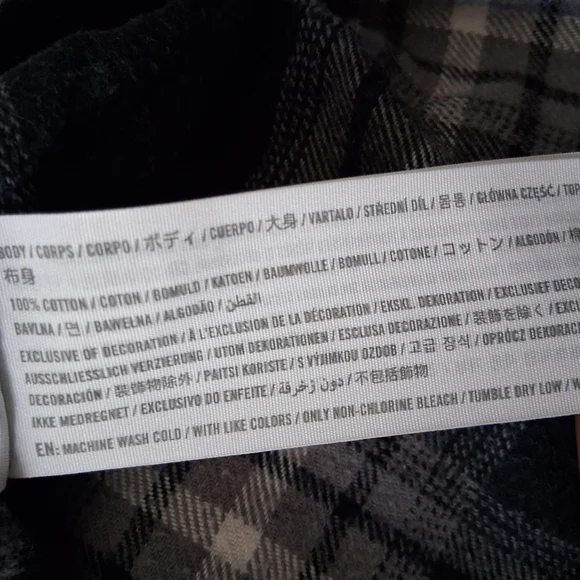 BODY / CORPS / CORPO / ボディ / CUERPO / 大身 / VARTALO / STŘEDNÍ DÍL / 몸통 / GŁÓWNA CZĘŚĆ / TOP
布身
100% COTTON / COTON / BOMULD / KATOEN / BAUMWOLLE / BOMULL / COTONE / コットン / ALGODÓN / 棉
BAVLNA / 면 / BAWEŁNA / ALGODÃO / القطن
EXCLUSIVE OF DECORATION / À L'EXCLUSION DE LA DÉCORATION / EKSKL. DEKORATION / EXCLUSIEF DECO
AUSSCHLIESSLICH VERZIERUNG / UTOM DEKORATIONEN / ESCLUSA DECORAZIONE / 装飾を除く / EXC
DECORACIÓN / 装飾物除外 / PAITSI KORISTE / S VÝJIMKOU OZDOB / 고급 장식 / OPRÓCZ DEKORAC
IKKE MEDREGNET / EXCLUSIVO DO ENFEITE / دون زخرفة / 不包括飾物
EN: MACHINE WASH COLD / WITH LIKE COLORS / ONLY NON-CHLORINE BLEACH / TUMBLE DRY LOW /